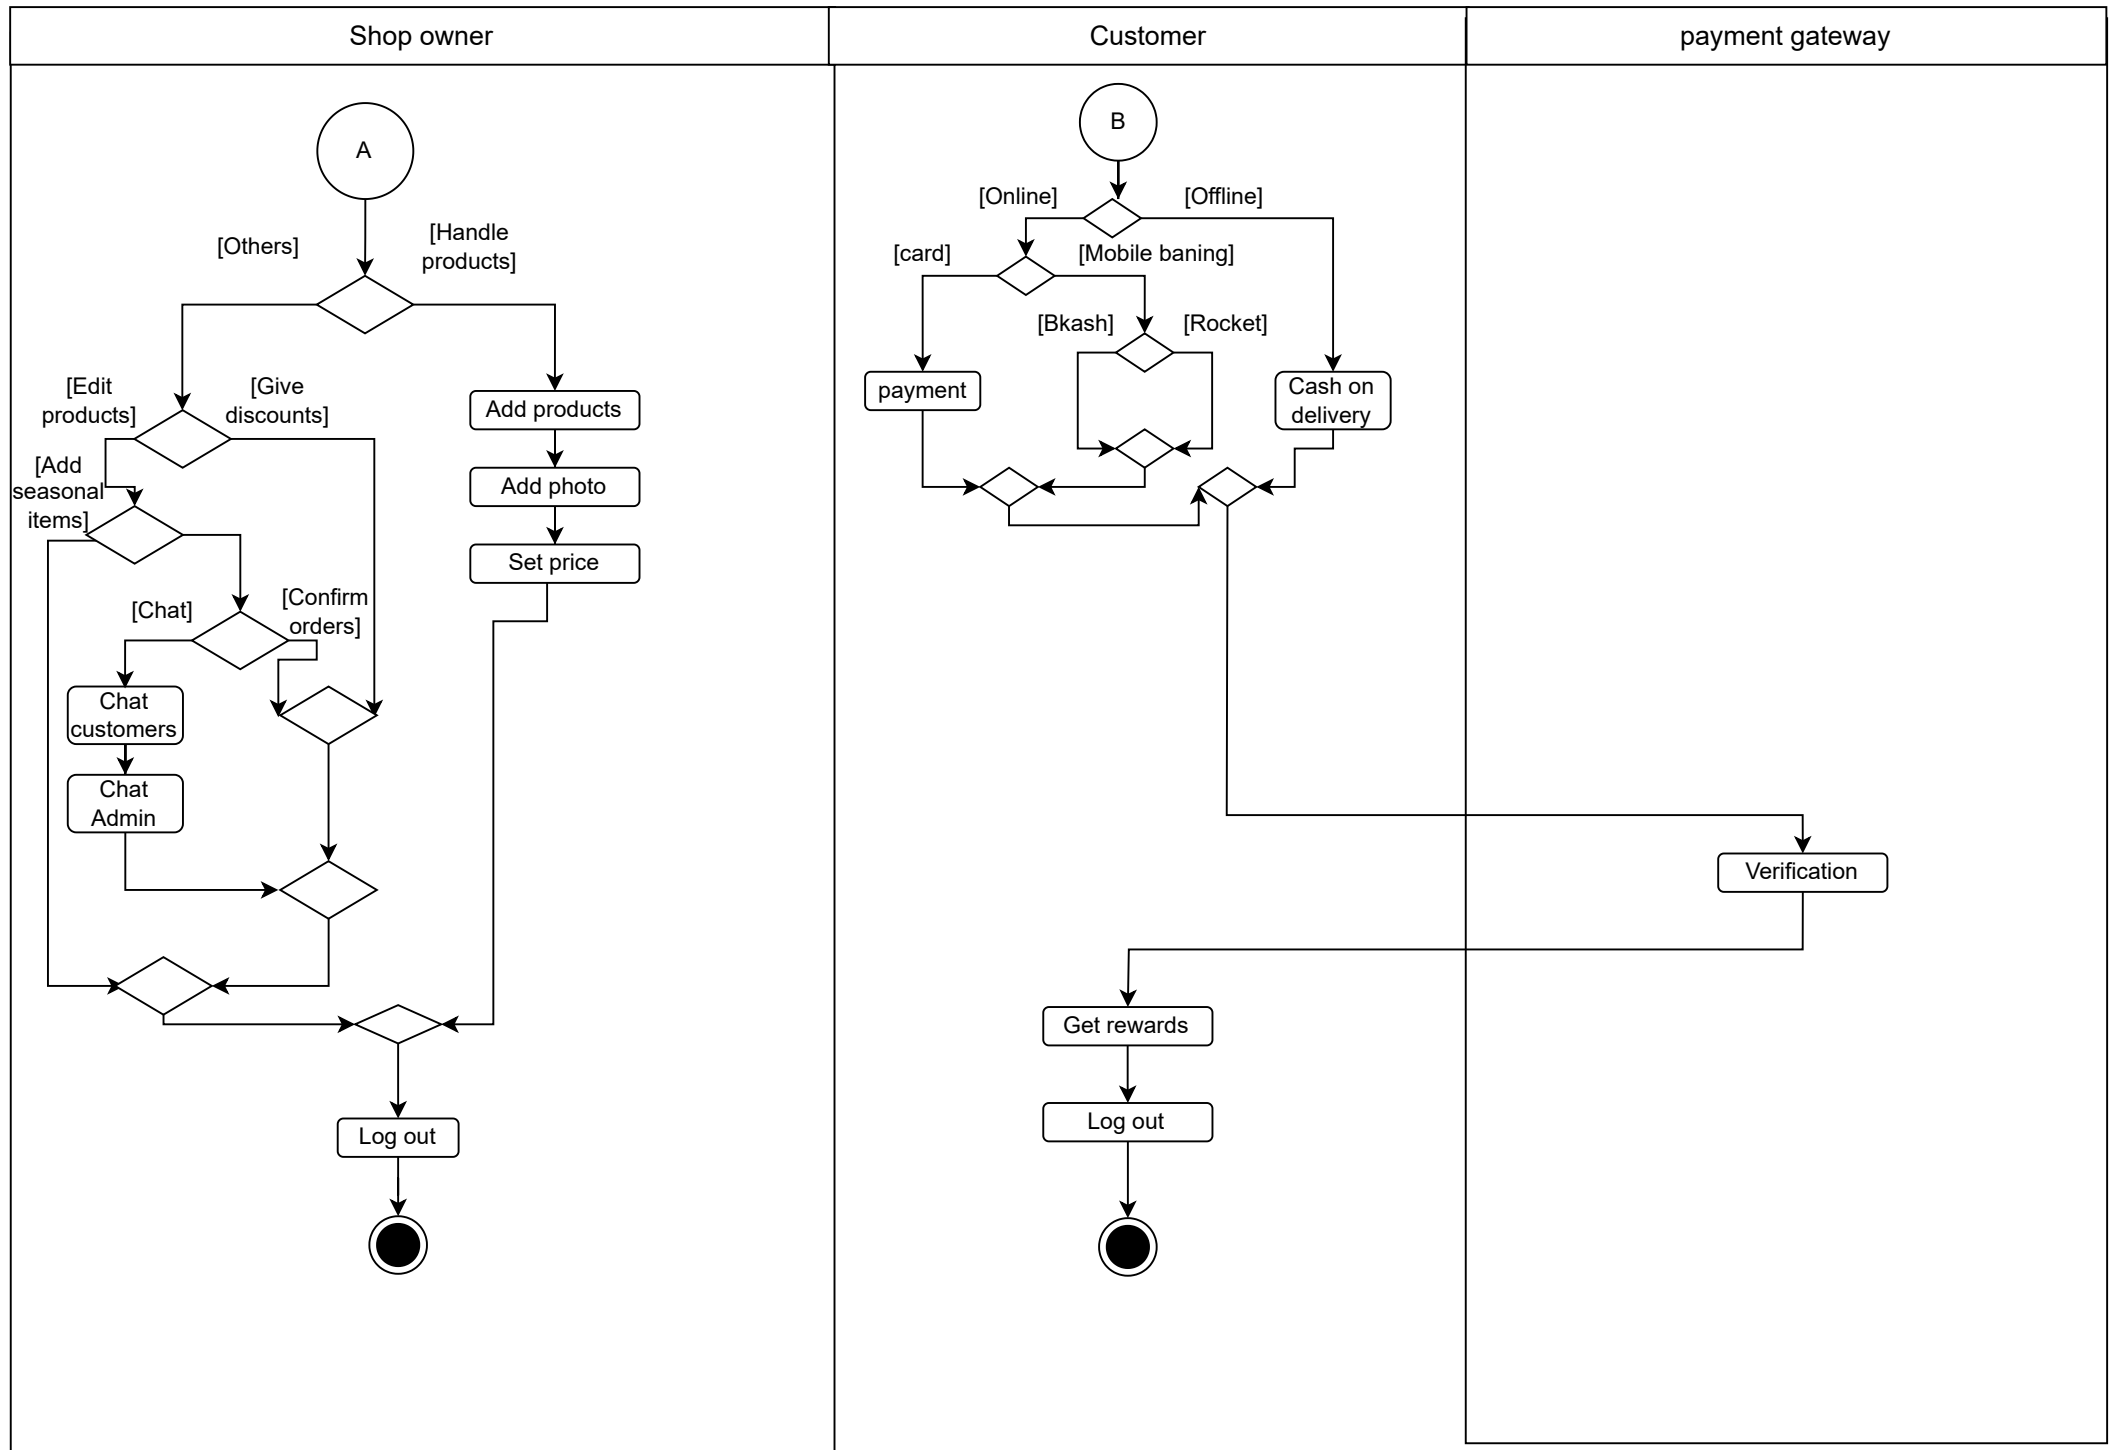 Shop owner
Customer
payment gateway
A
[Others]
[Handle
products]
[Edit
products]
[Give
discounts]
[Add
seasonal
items]
Add products
Add photo
Set price
[Chat]
[Confirm
orders]
Chat
customers
Chat
Admin
Log out
B
[Online]
[Offline]
[card]
[Mobile baning]
[Bkash]
[Rocket]
payment
Cash on
delivery
Verification
Get rewards
Log out